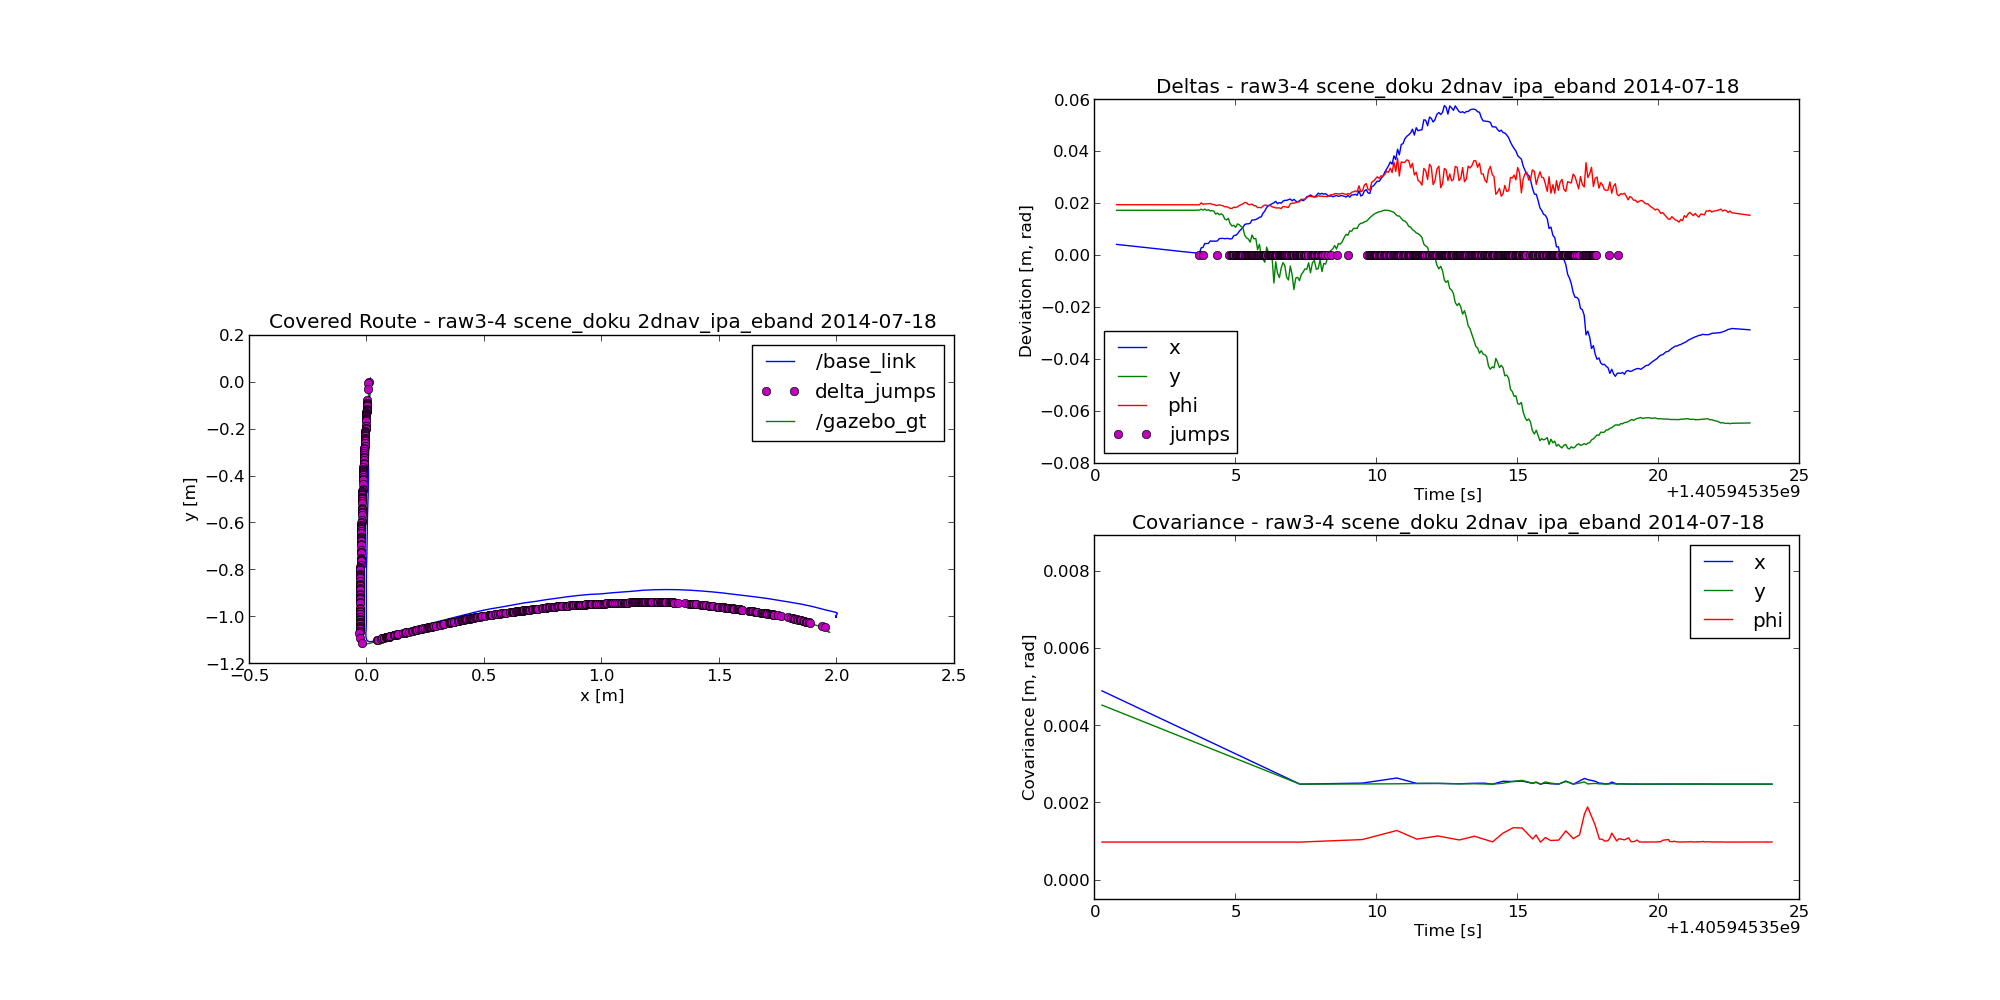 Covered Route - raw3-4 scene_doku 2dnav_ipa_eband 2014-07-18
0.2
0.0
−0.2
−0.4
−0.6
−0.8
−1.0
−1.2
y [m]
/base_link
delta_jumps
/gazebo_gt
−0.5
0.0
0.5
1.0
1.5
2.0
2.5
x [m]
Deltas - raw3-4 scene_doku 2dnav_ipa_eband 2014-07-18
0.06
0.04
0.02
0.00
−0.02
−0.04
−0.06
−0.08
Deviation [m, rad]
x
y
phi
jumps
0
5
10
15
20
25
+1.40594535e9
Time [s]
Covariance - raw3-4 scene_doku 2dnav_ipa_eband 2014-07-18
0.008
0.006
0.004
0.002
0.000
Covariance [m, rad]
x
y
phi
0
5
10
15
20
25
+1.40594535e9
Time [s]